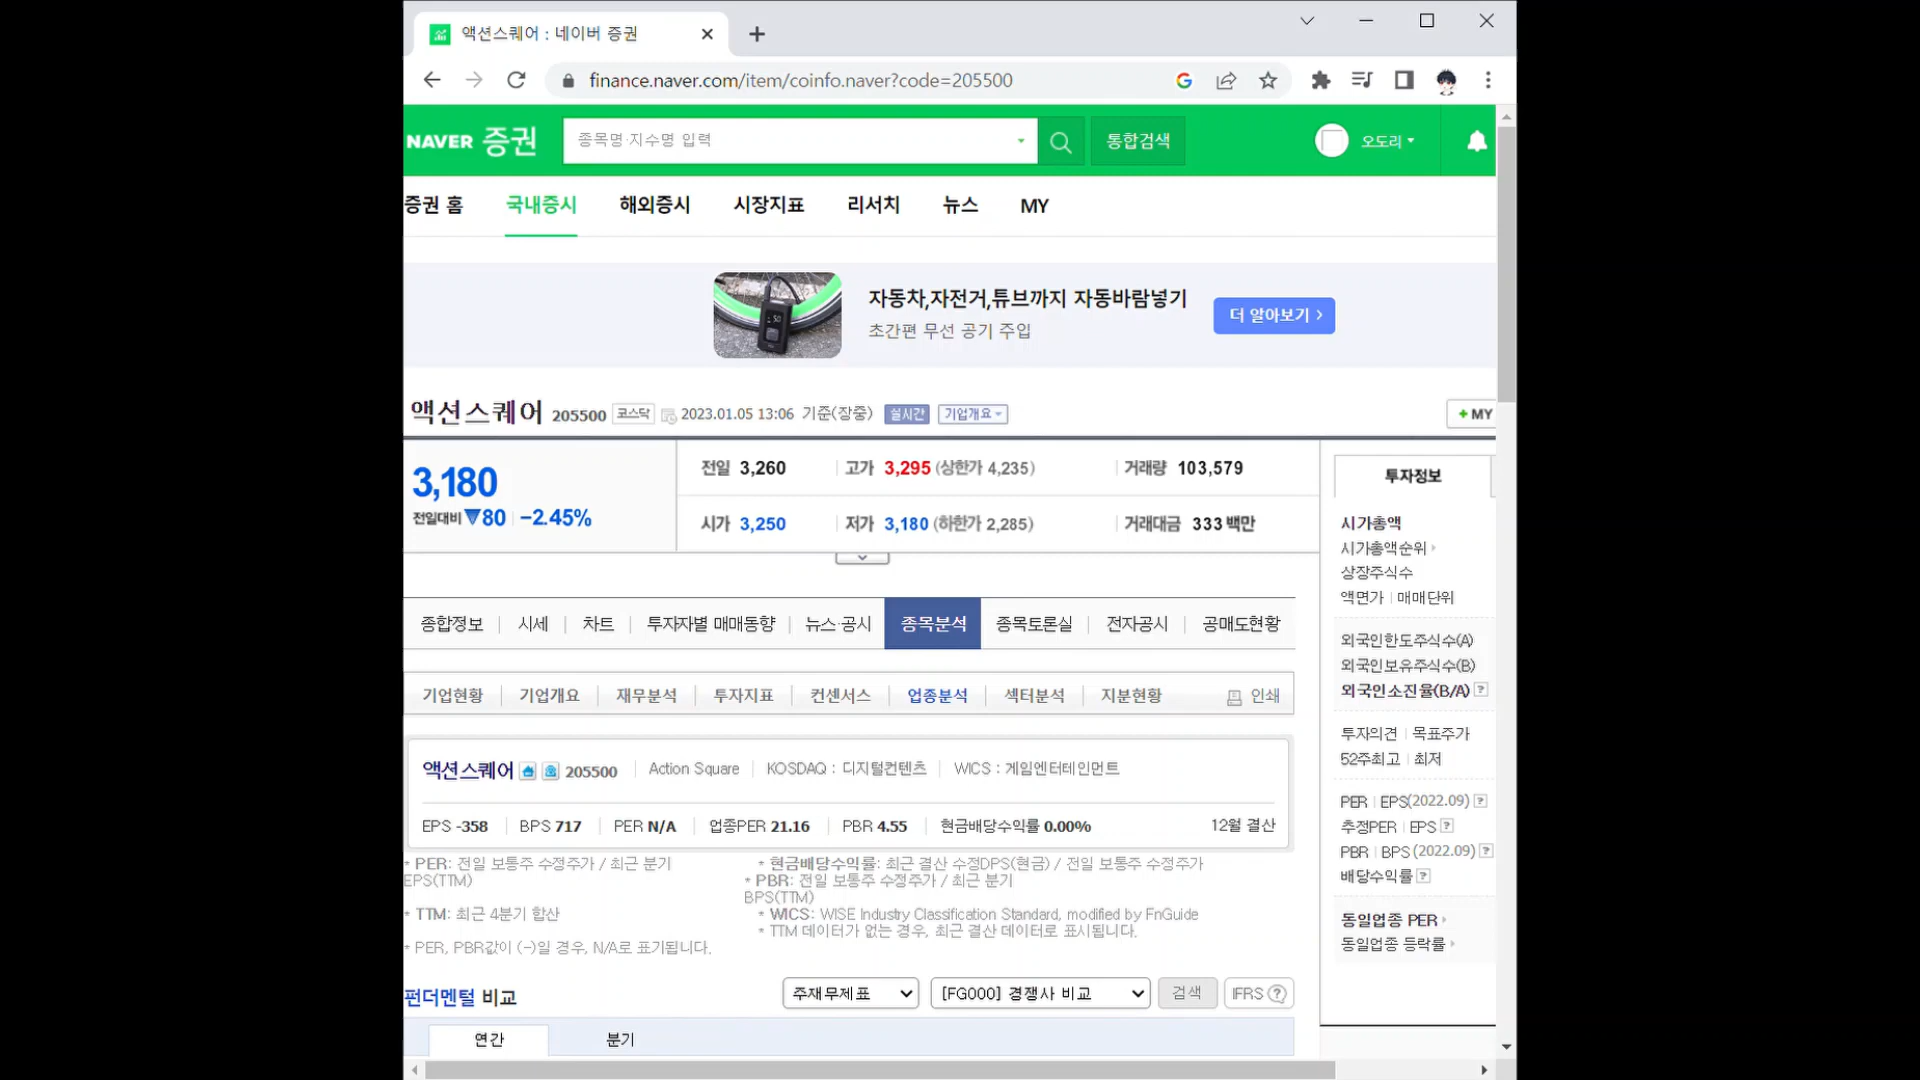 액션스퀘어 : 네이버 증권
finance.naver.com/item/coinfo.naver?code=205500
NAVER 증권 종목명·지수명 입력 통합검색 오도리
증권 홈 국내증시 해외증시 시장지표 리서치 뉴스 MY
자동차,자전거,튜브까지 자동바람넣기
초간편 무선 공기 주입
더 알아보기
액션스퀘어 205500 코스닥 2023.01.05 13:06 기준(장중) 실시간 기업개요 + MY
3,180
전일대비 ▼80 -2.45%
전일 3,260 고가 3,295 (상한가 4,235) 거래량 103,579
시가 3,250 저가 3,180 (하한가 2,285) 거래대금 333 백만
종합정보 시세 차트 투자자별 매매동향 뉴스·공시 종목분석 종목토론실 전자공시 공매도현황
기업현황 기업개요 재무분석 투자지표 컨센서스 업종분석 섹터분석 지분현황 인쇄
액션스퀘어 205500 Action Square KOSDAQ : 디지털컨텐츠 WICS : 게임엔터테인먼트
EPS -358 BPS 717 PER N/A 업종PER 21.16 PBR 4.55 현금배당수익률 0.00% 12월 결산
* PER: 전일 보통주 수정주가 / 최근 분기
EPS(TTM)
* TTM: 최근 4분기 합산
* PER, PBR값이 (-)일 경우, N/A로 표기됩니다.
* 현금배당수익률: 최근 결산 수정DPS(현금) / 전일 보통주 수정주가
* PBR: 전일 보통주 수정주가 / 최근 분기
BPS(TTM)
* WICS: WISE Industry Classification Standard, modified by FnGuide
* TTM 데이터가 없는 경우, 최근 결산 데이터로 표시됩니다.
펀더멘털 비교 주재무제표 [FG000] 경쟁사 비교 검색 IFRS ?
연간 분기
투자정보
시가총액
시가총액순위
상장주식수
액면가 매매단위
외국인한도주식수(A)
외국인보유주식수(B)
외국인소진율(B/A) ?
투자의견 목표주가
52주최고 최저
PER EPS(2022.09) ?
추정PER EPS ?
PBR BPS (2022.09) ?
배당수익률 ?
동일업종 PER
동일업종 등락률